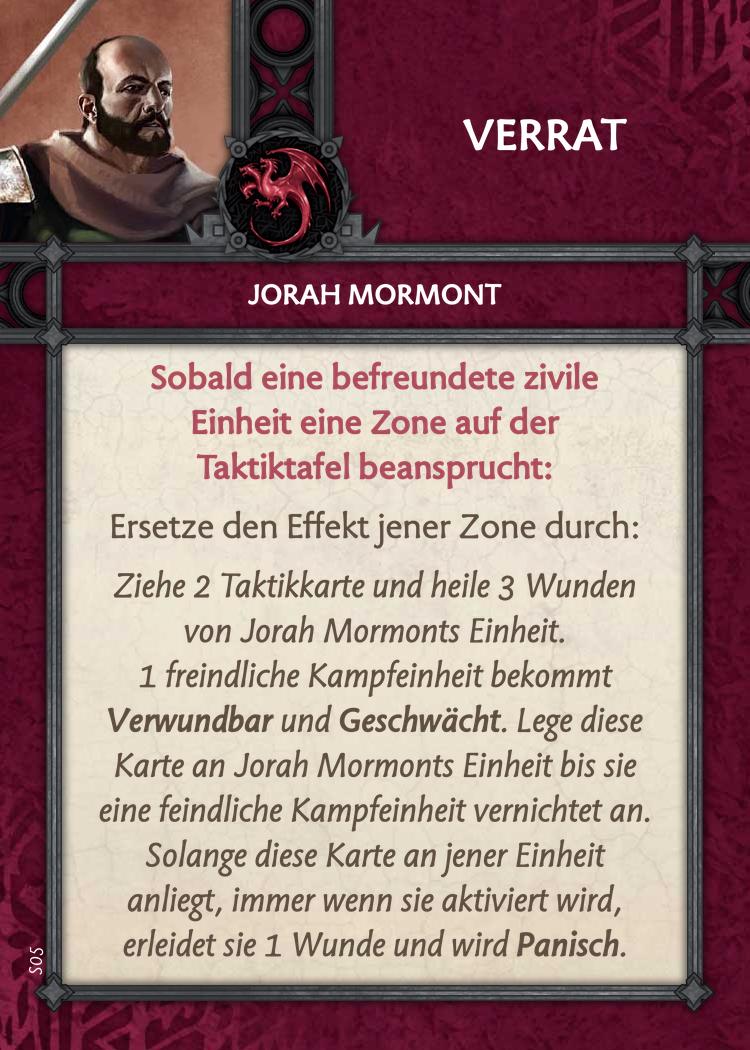 VERRAT
JORAH MORMONT
Sobald eine befreundete zivile
Einheit eine Zone auf der
Taktiktafel beansprucht:
Ersetze den Effekt jener Zone durch:
Ziehe 2 Taktikkarte und heile 3 Wunden
von Jorah Mormonts Einheit.
1 freindliche Kampfeinheit bekommt
Verwundbar und Geschwächt. Lege diese
Karte an Jorah Mormonts Einheit bis sie
eine feindliche Kampfeinheit vernichtet an.
Solange diese Karte an jener Einheit
anliegt, immer wenn sie aktiviert wird,
erleidet sie 1 Wunde und wird Panisch.
S05